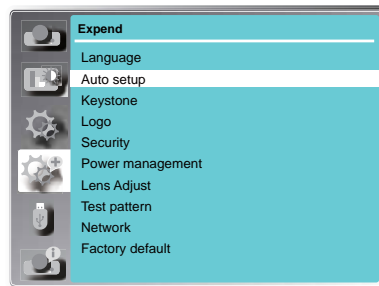 Expend
Language
Auto setup
Keystone
Logo
Security
Power management
Lens Adjust
Test pattern
Network
Factory default